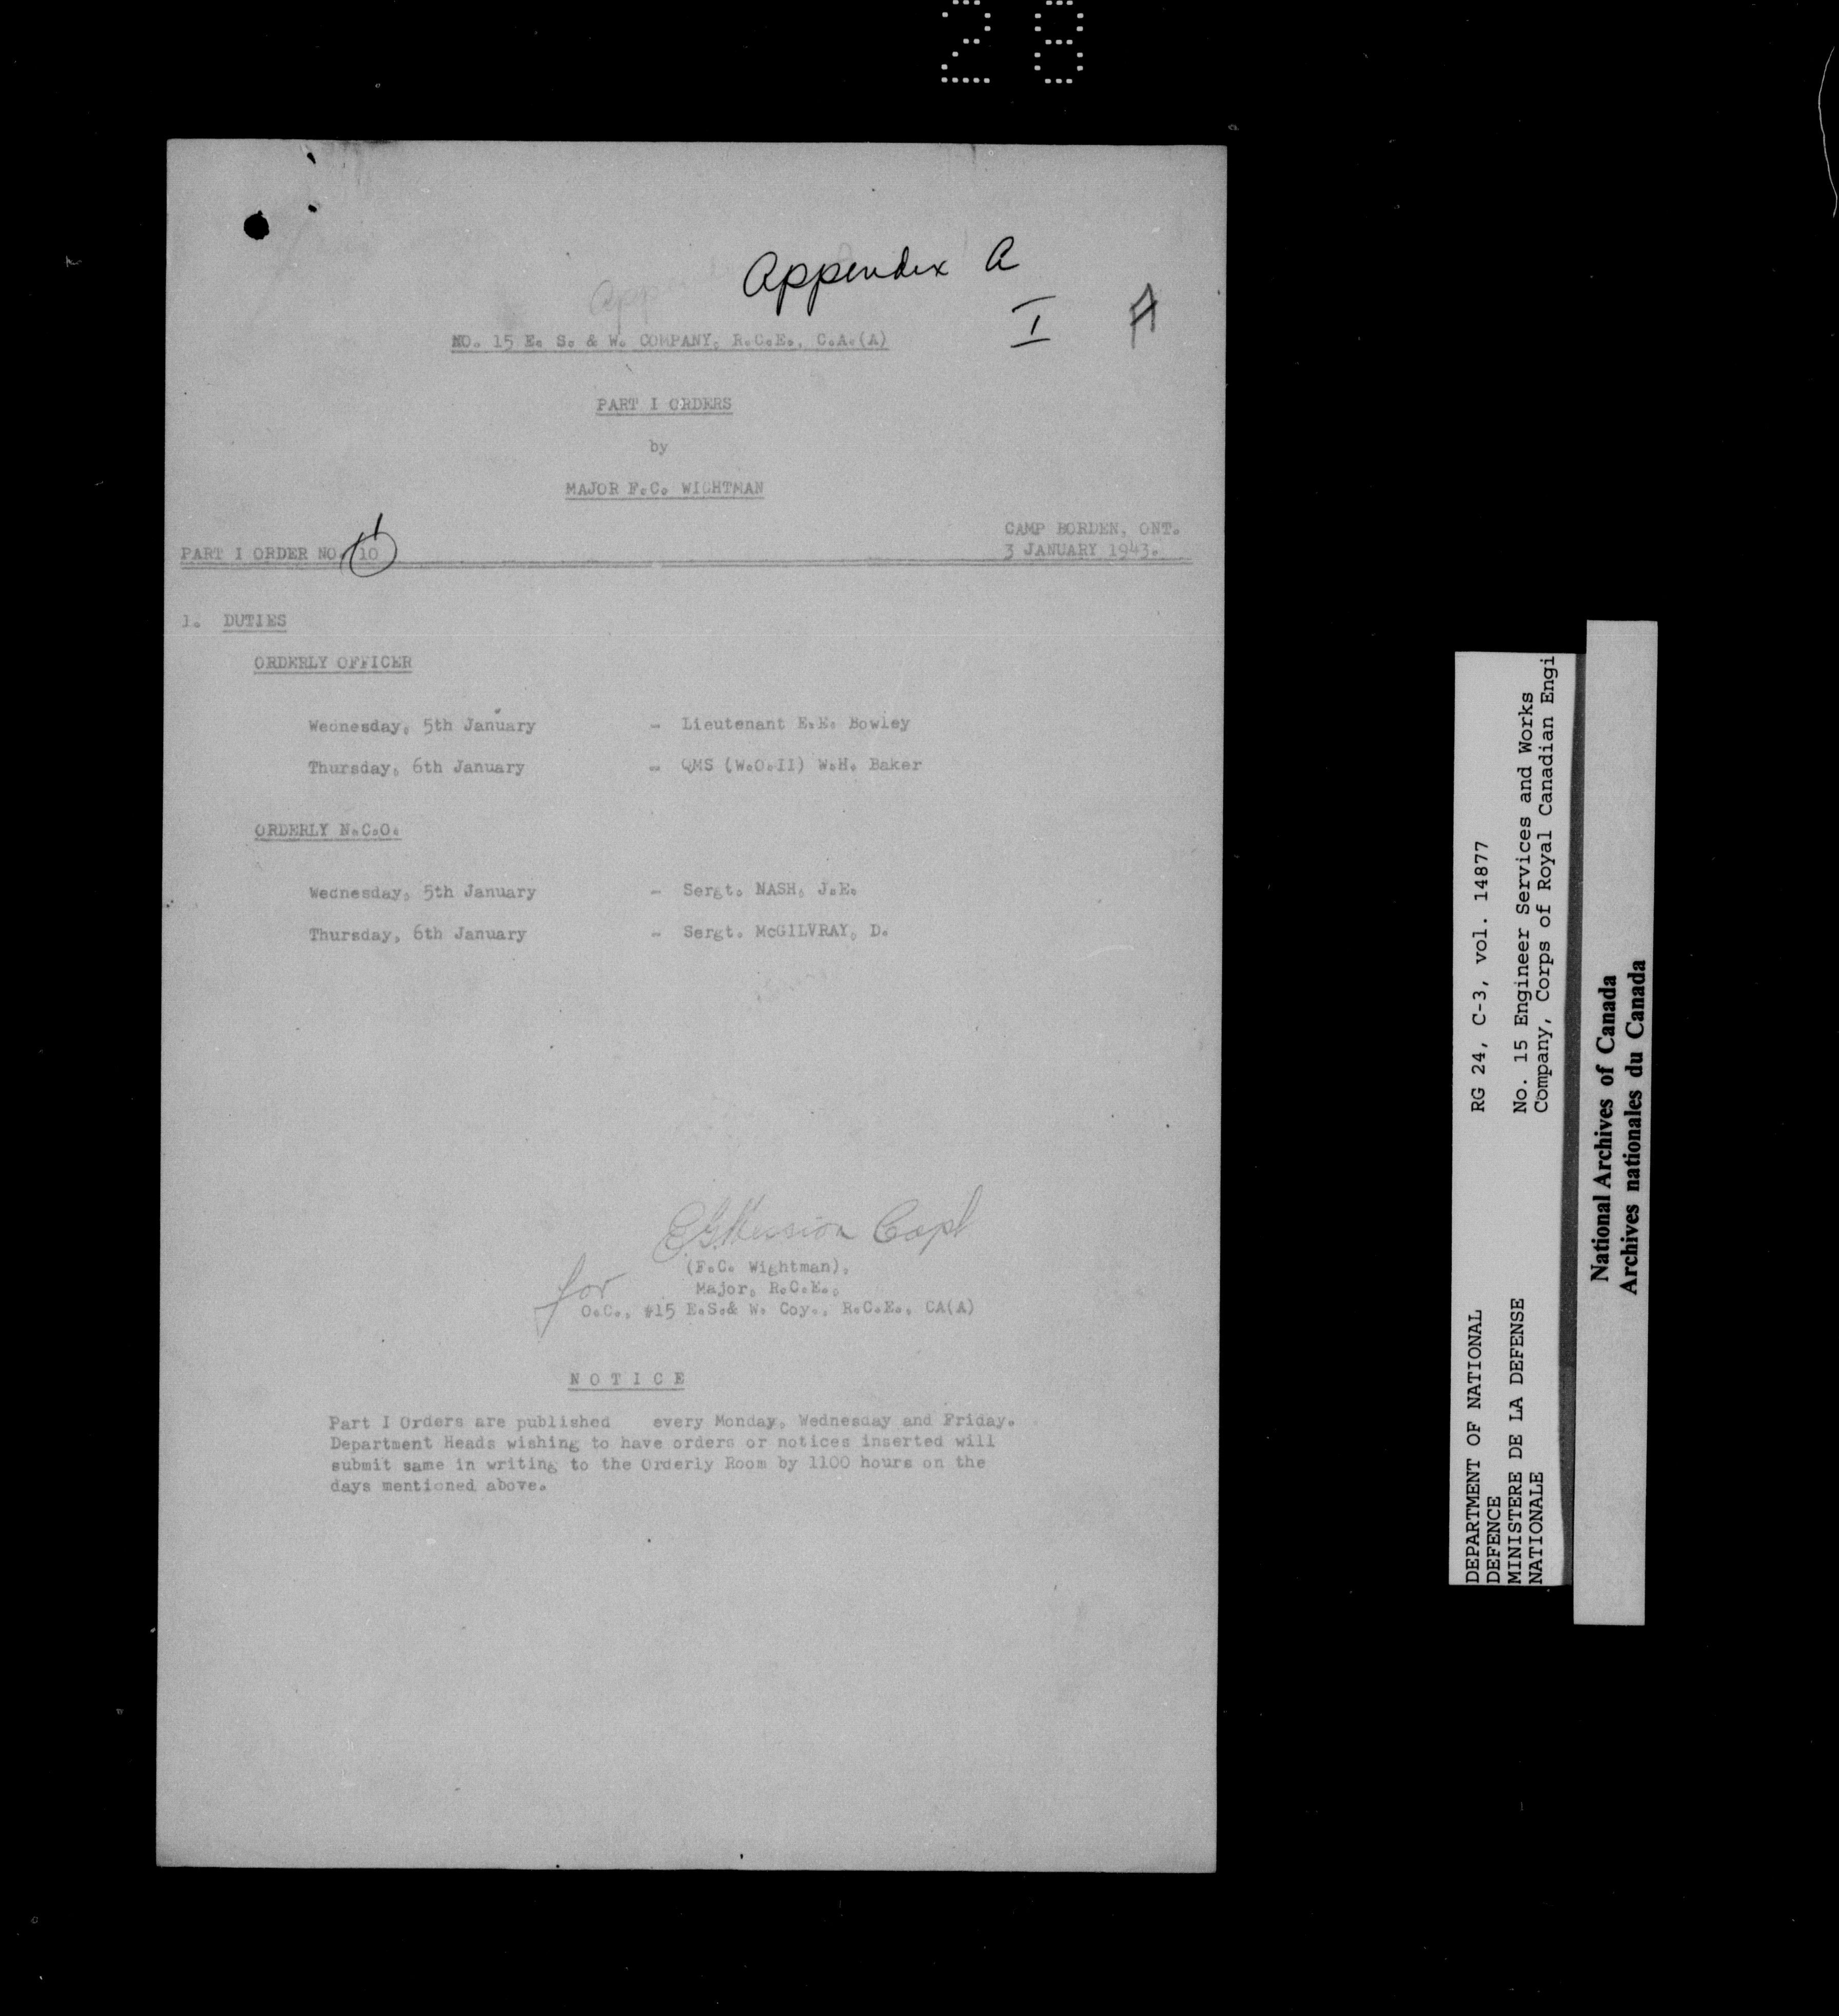 28
Appendix A
I A
NO. 15 E. S. & W. COMPANY, R.C.E., C.A.(A)
PART I ORDERS
by
MAJOR F.C. WIGHTMAN
CAMP BORDEN, ONT.
PART I ORDER NO. 10 1
3 JANUARY 1943.
1. DUTIES
ORDERLY OFFICER
Wednesday, 5th January - Lieutenant E.E. Bowley
Thursday, 6th January - QMS (W.O.II) W.H. Baker
ORDERLY N.C.O.
Wednesday, 5th January - Sergt. NASH, J.E.
Thursday, 6th January - Sergt. McGILVRAY, D.
Capt
(F.C. Wightman),
for
Major, R.C.E.,
O.C., #15 E.S.& W. Coy., R.C.E., CA(A)
N O T I C E
Part I Orders are published every Monday, Wednesday and Friday.
Department Heads wishing to have orders or notices inserted will
submit same in writing to the Orderly Room by 1100 hours on the
days mentioned above.
DEPARTMENT OF NATIONAL
DEFENCE
MINISTERE DE LA DEFENSE
NATIONALE
RG 24, C-3, vol. 14877
No. 15 Engineer Services and Works
Company, Corps of Royal Canadian Engi
National Archives of Canada
Archives nationales du Canada